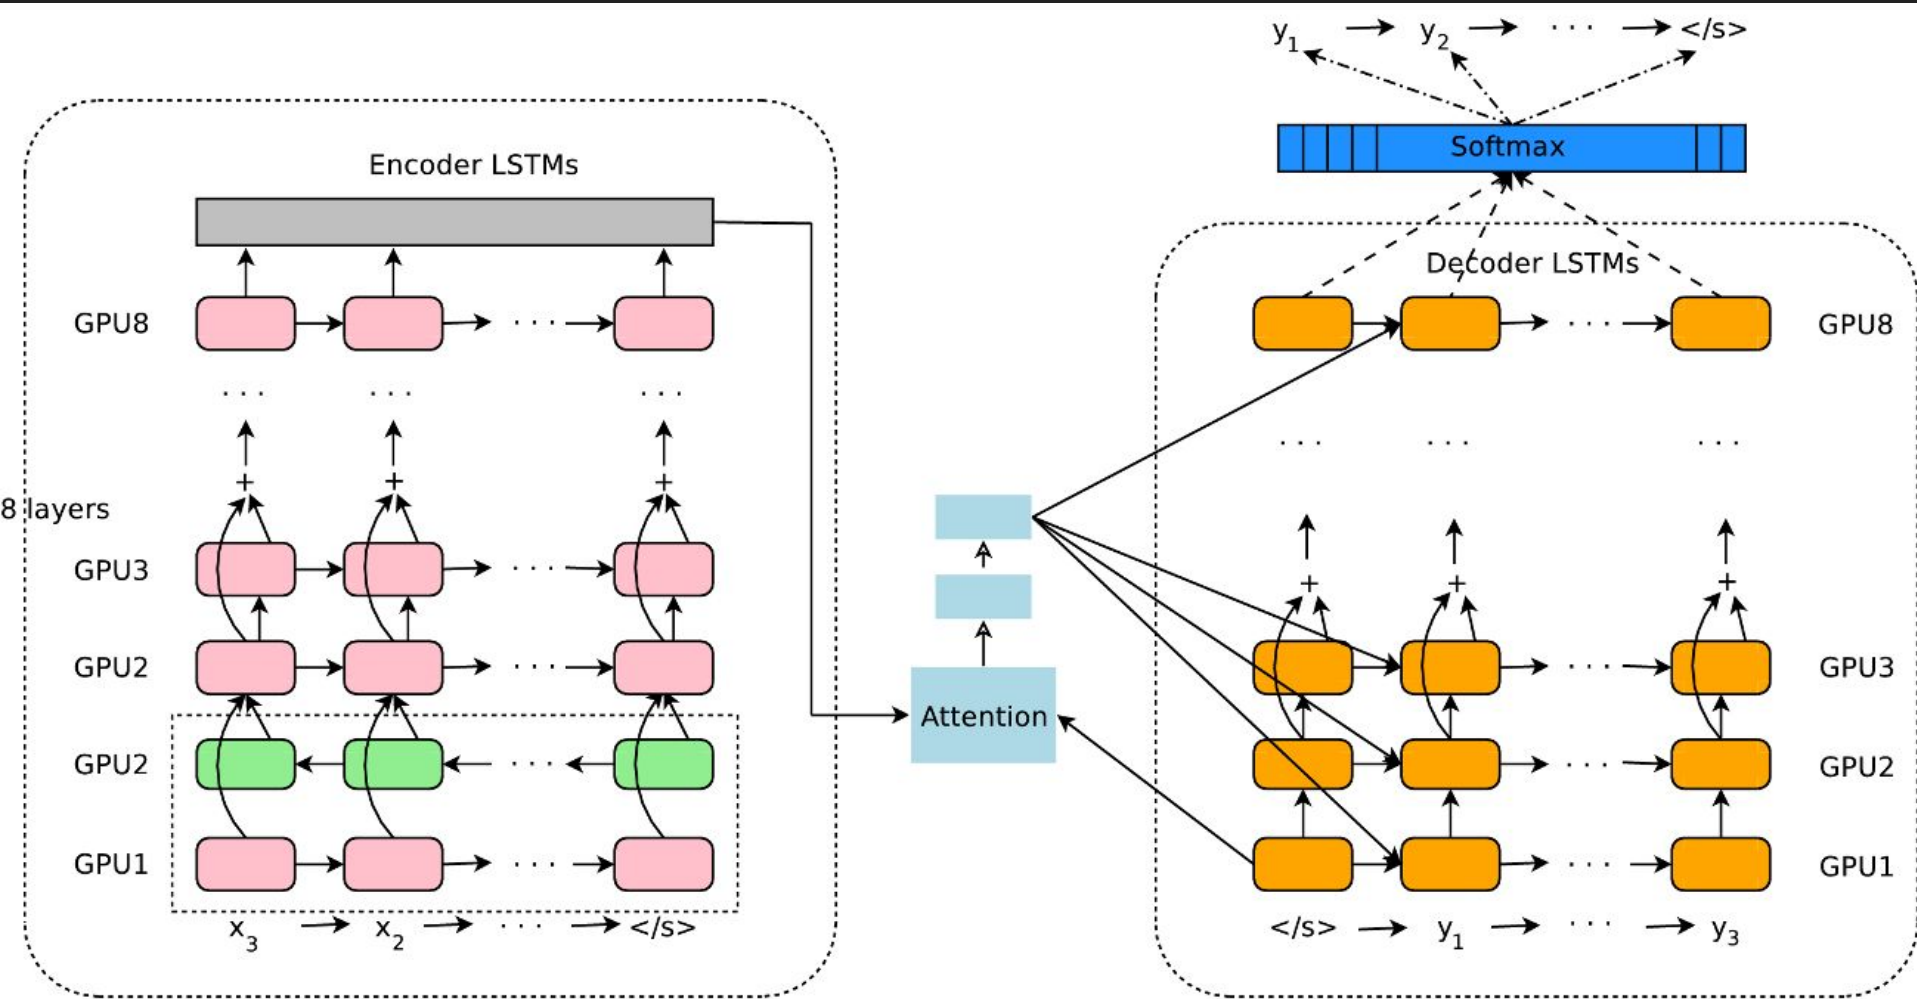 y1 → y2 → ··· → </s>
Softmax
Encoder LSTMs
Decoder LSTMs
GPU8
GPU8
8 layers
GPU3
GPU2
GPU2
GPU1
Attention
GPU3
GPU2
GPU1
+ + +
+ + +
x3 → x2 → ··· → </s>
</s> → y1 → ··· → y3